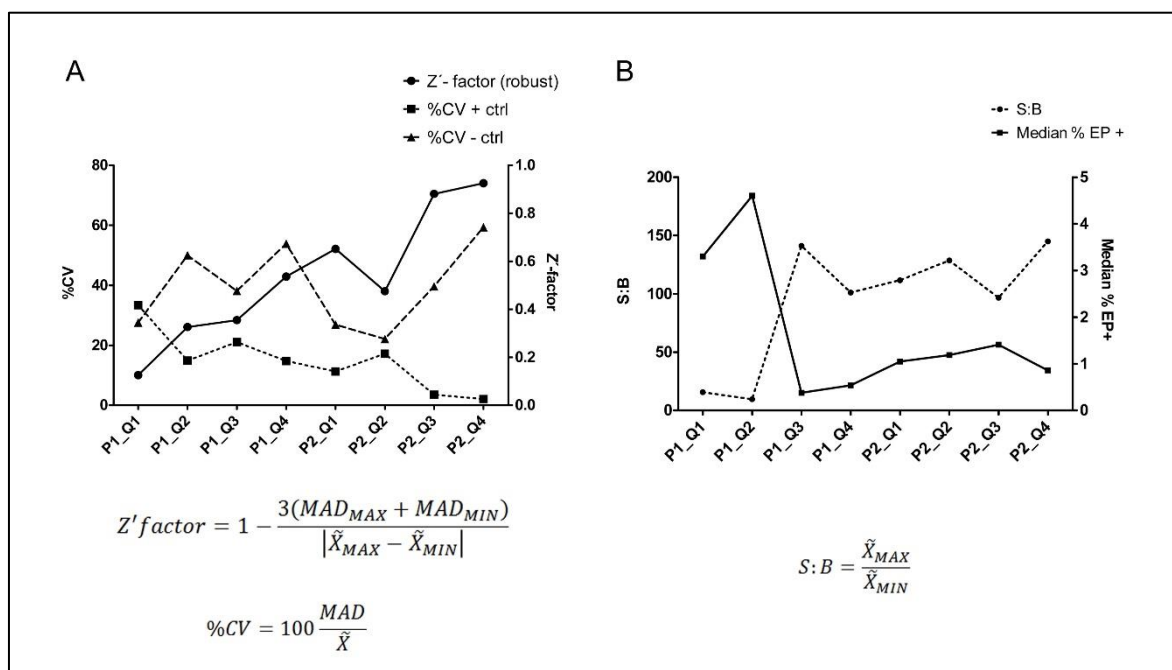 A
Z´- factor (robust)
%CV + ctrl
%CV - ctrl
80
60
40
20
0
%CV
1.0
0.8
0.6
0.4
0.2
0.0
Z´-factor
P1_Q1
P1_Q2
P1_Q3
P1_Q4
P2_Q1
P2_Q2
P2_Q3
P2_Q4
Z'factor = 1 - 3(MAD_MAX + MAD_MIN) / |X̃_MAX - X̃_MIN|
%CV = 100 MAD / X̃
B
S:B
Median % EP +
200
150
100
50
0
S:B
5
4
3
2
1
0
Median % EP+
P1_Q1
P1_Q2
P1_Q3
P1_Q4
P2_Q1
P2_Q2
P2_Q3
P2_Q4
S:B = X̃_MAX / X̃_MIN